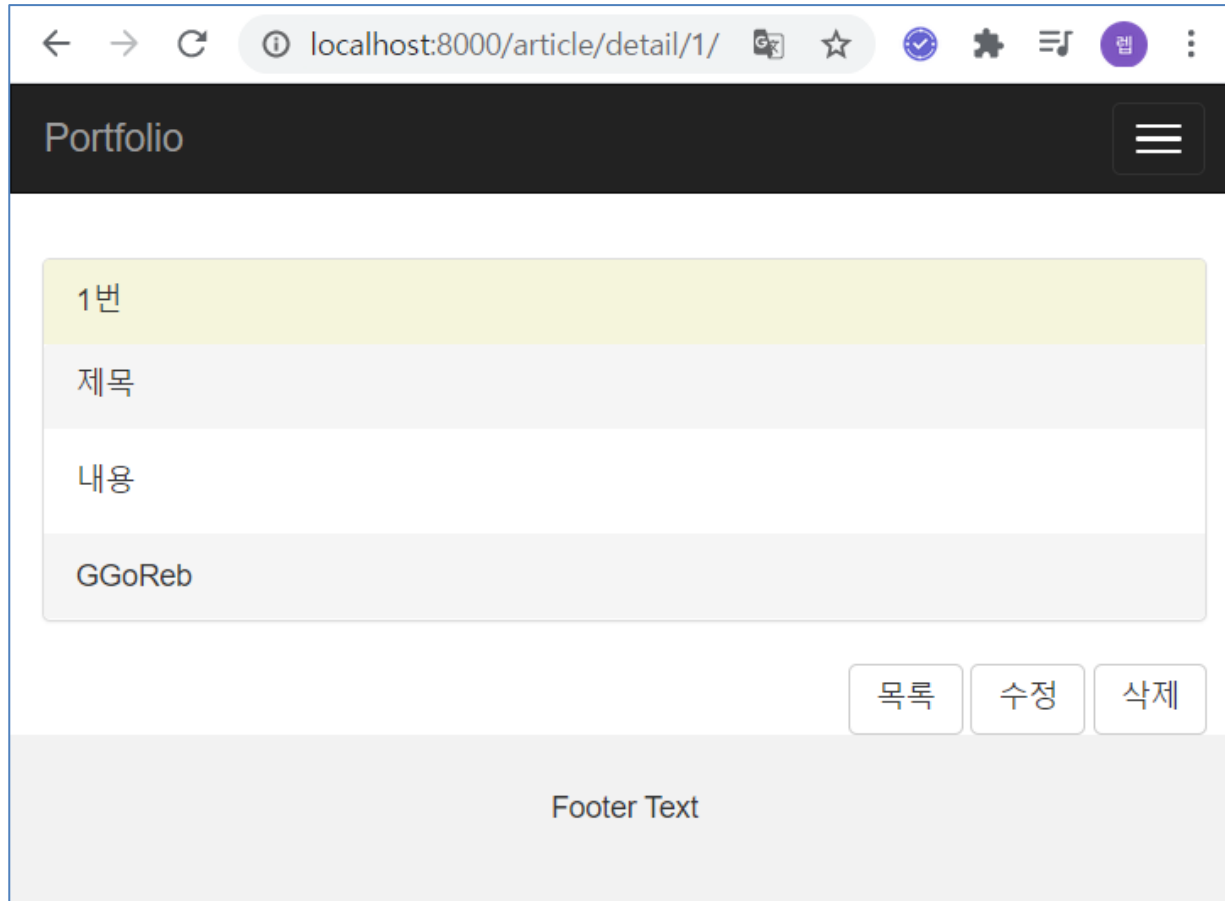 localhost:8000/article/detail/1/ 렙
Portfolio
1번
제목
내용
GGoReb
목록 수정 삭제
Footer Text